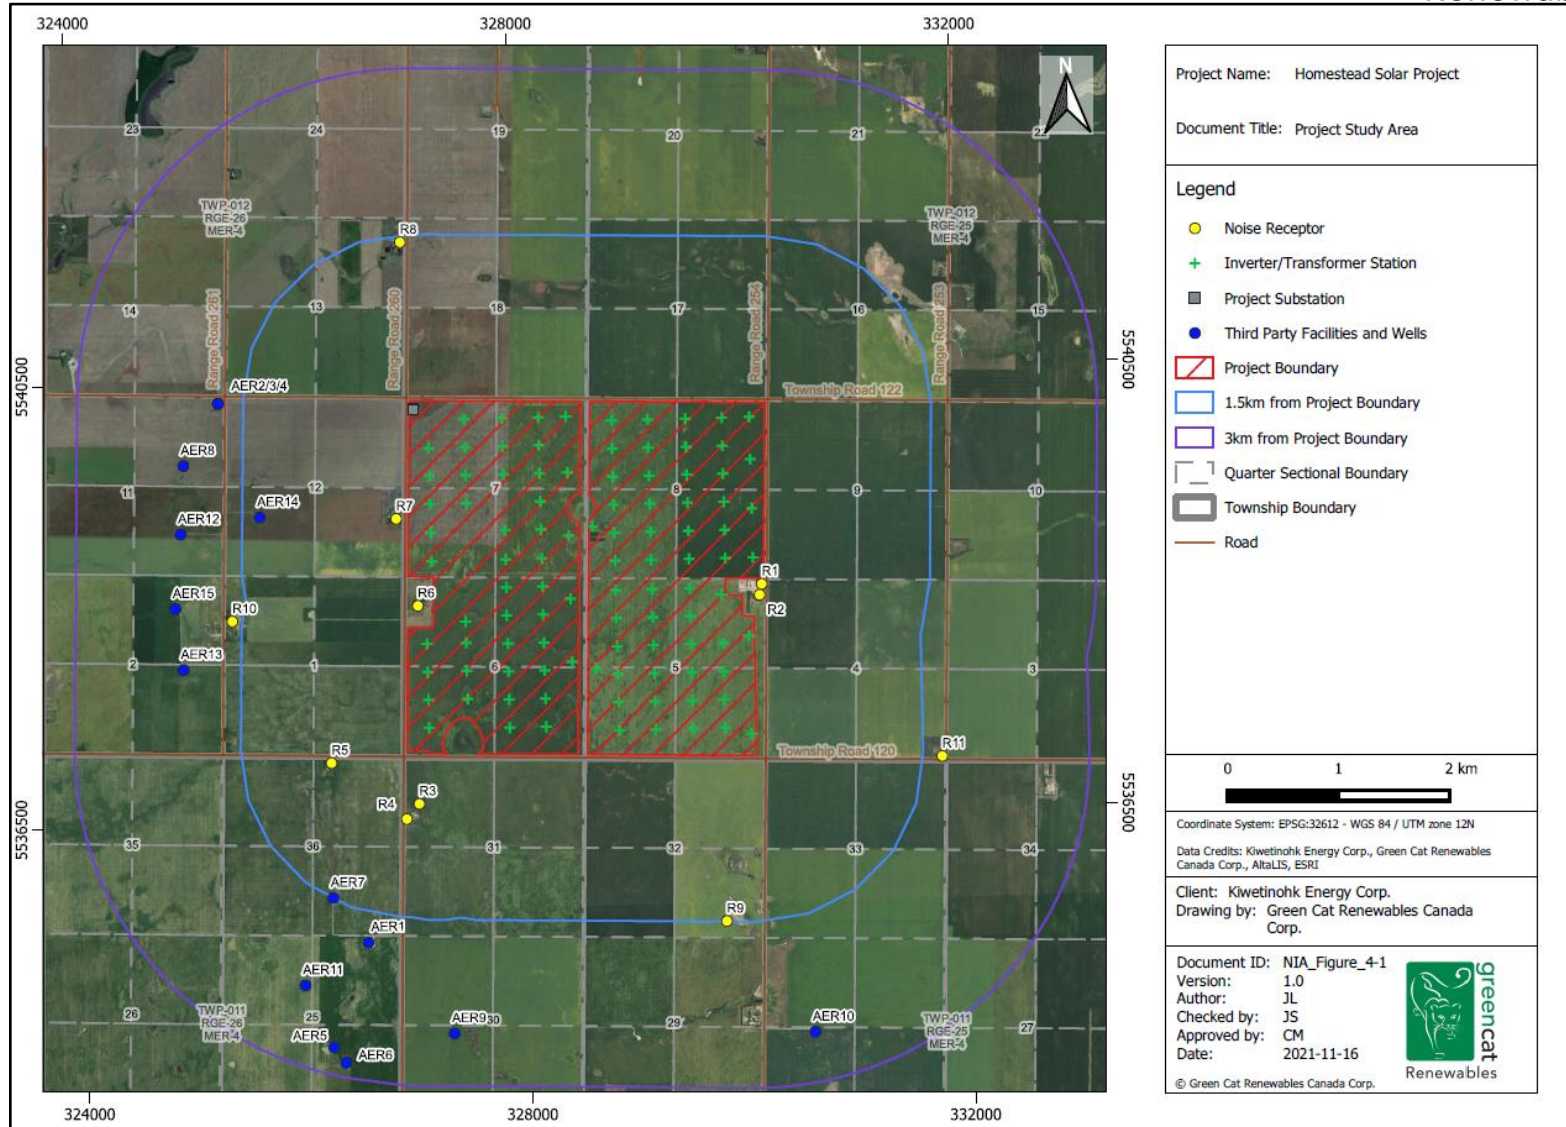 324000
328000
332000
N
23
24
19
20
21
TWP-012
RGE-26
MER-4
TWP-012
RGE-25
MER-4
R8
14
13
18
17
16
15
Range Road 261
Range Road 260
Range Road 254
Range Road 253
5540500
5540500
AER2/3/4
Township Road 122
AER8
11
12
7
8
9
10
AER14
R7
AER12
R1
R2
AER15
R10
R6
AER13
2
1
6
5
4
3
R5
Township Road 120
R11
R3
R4
5536500
5536500
35
36
31
32
33
34
AER7
R9
AER1
AER11
26
TWP-011
RGE-26
MER-4
25
AER9
30
29
AER10
TWP-011
RGE-25
MER-4
27
AER5
AER6
324000
328000
332000
Project Name: Homestead Solar Project
Document Title: Project Study Area
Legend
Noise Receptor
Inverter/Transformer Station
Project Substation
Third Party Facilities and Wells
Project Boundary
1.5km from Project Boundary
3km from Project Boundary
Quarter Sectional Boundary
Township Boundary
Road
0 1 2 km
Coordinate System: EPSG:32612 - WGS 84 / UTM zone 12N
Data Credits: Kiwetinohk Energy Corp., Green Cat Renewables
Canada Corp., AltaLIS, ESRI
Client: Kiwetinohk Energy Corp.
Drawing by: Green Cat Renewables Canada
Corp.
Document ID: NIA_Figure_4-1
Version: 1.0
Author: JL
Checked by: JS
Approved by: CM
Date: 2021-11-16
© Green Cat Renewables Canada Corp.
greencat
Renewables